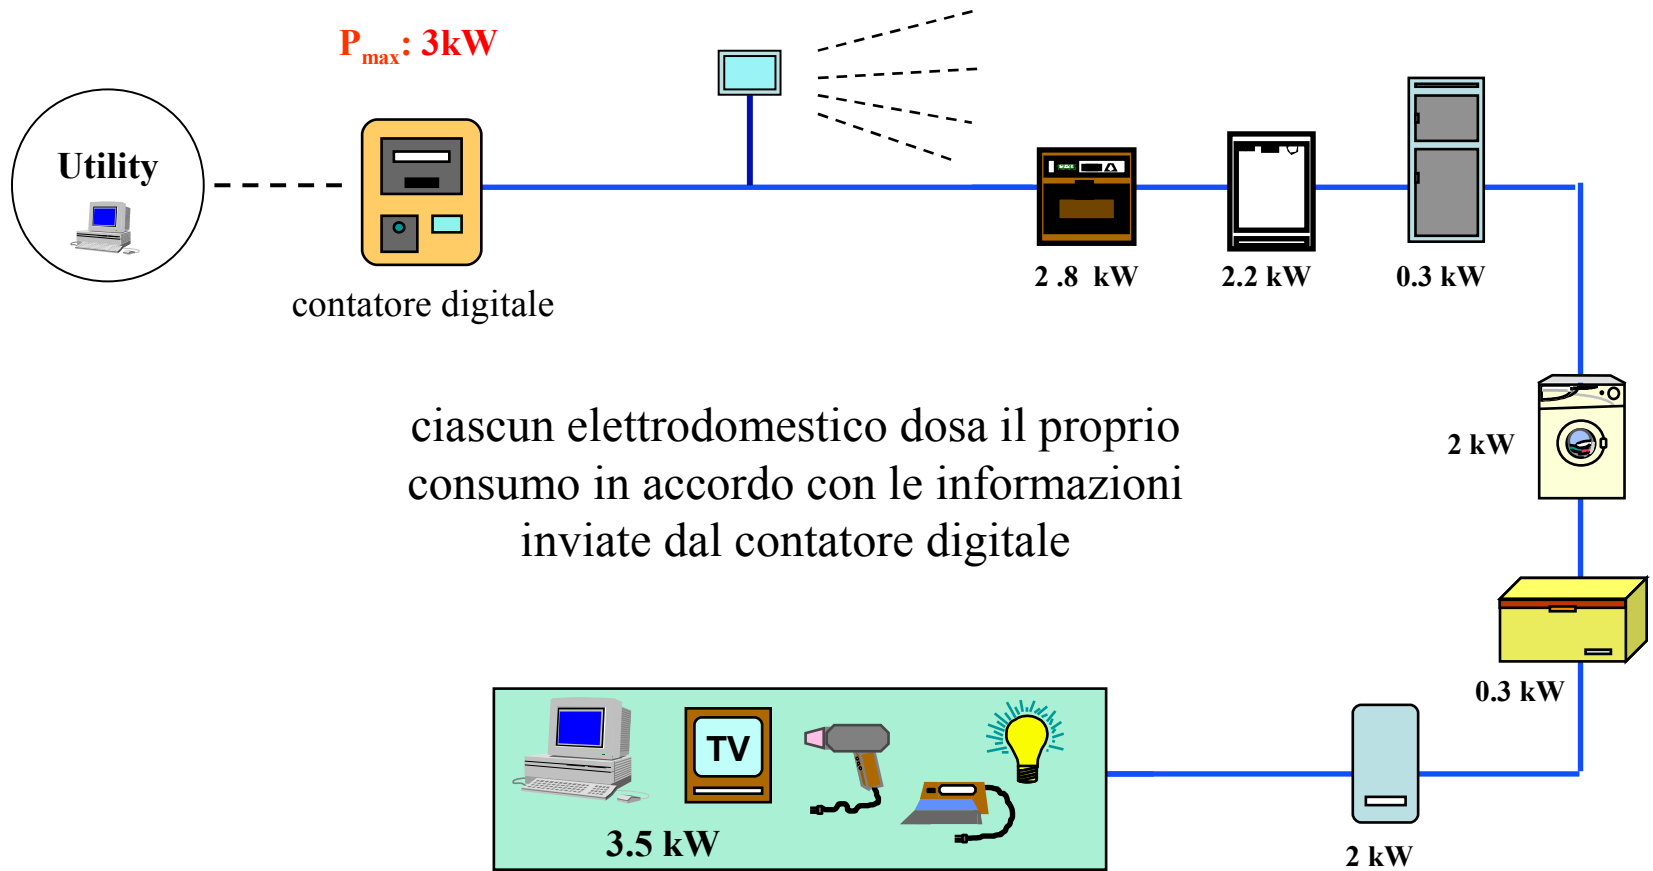 P max: 3kW
Utility
contatore digitale
2 .8 kW
2.2 kW
0.3 kW
ciascun elettrodomestico dosa il proprio
consumo in accordo con le informazioni
inviate dal contatore digitale
2 kW
0.3 kW
TV
3.5 kW
2 kW